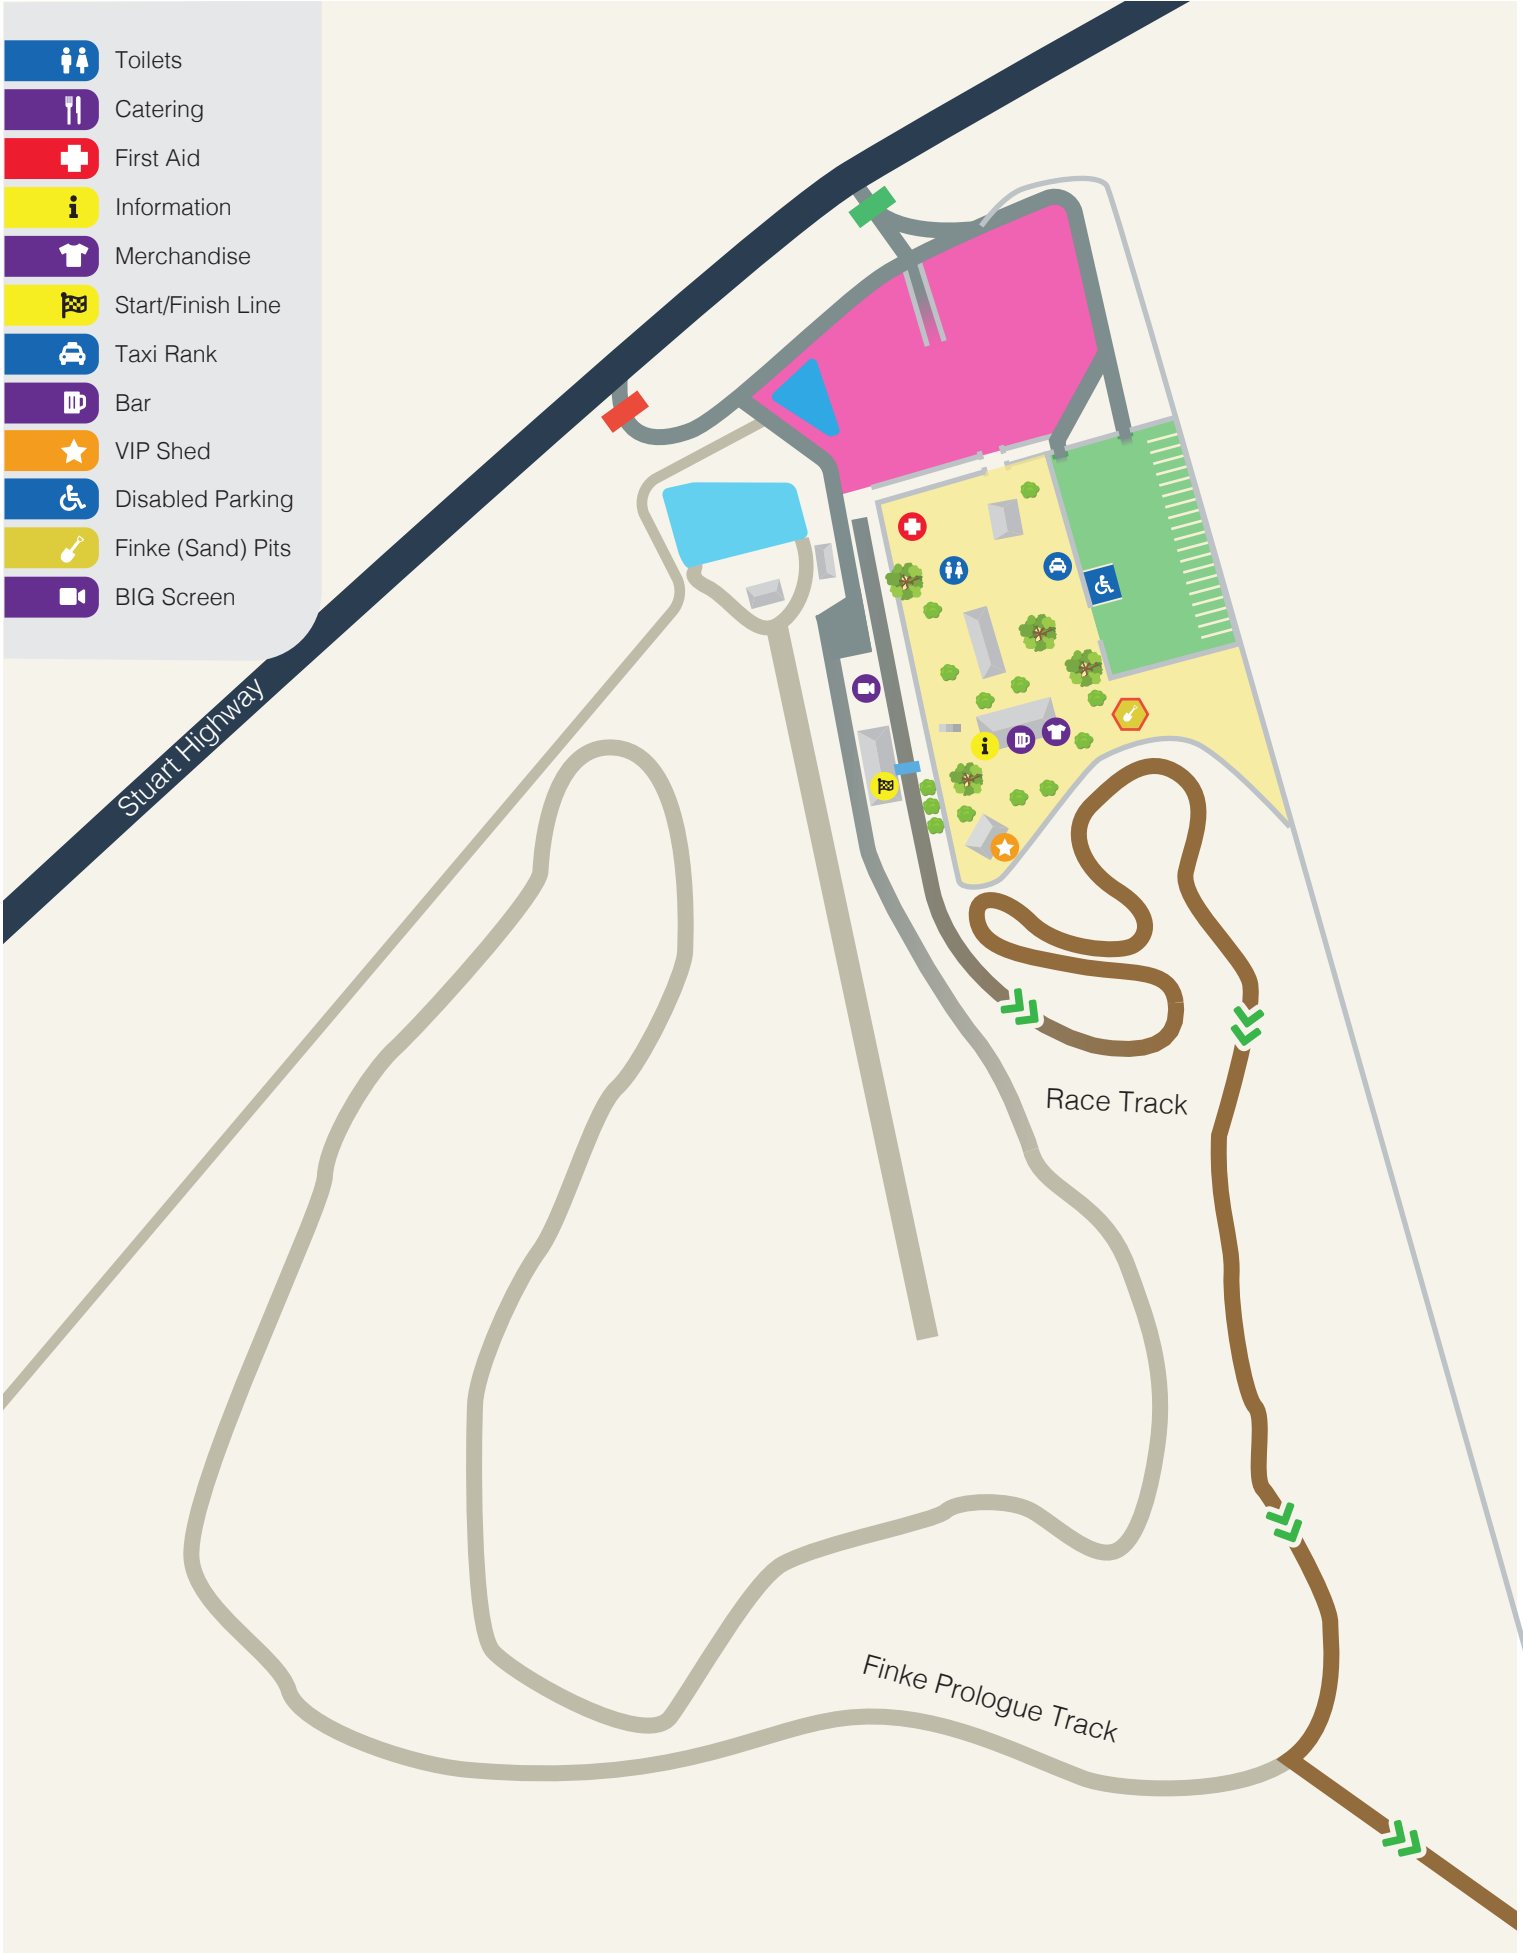 Toilets
Catering
First Aid
Information
Merchandise
Start/Finish Line
Taxi Rank
Bar
VIP Shed
Disabled Parking
Finke (Sand) Pits
BIG Screen
Stuart Highway
Race Track
Finke Prologue Track